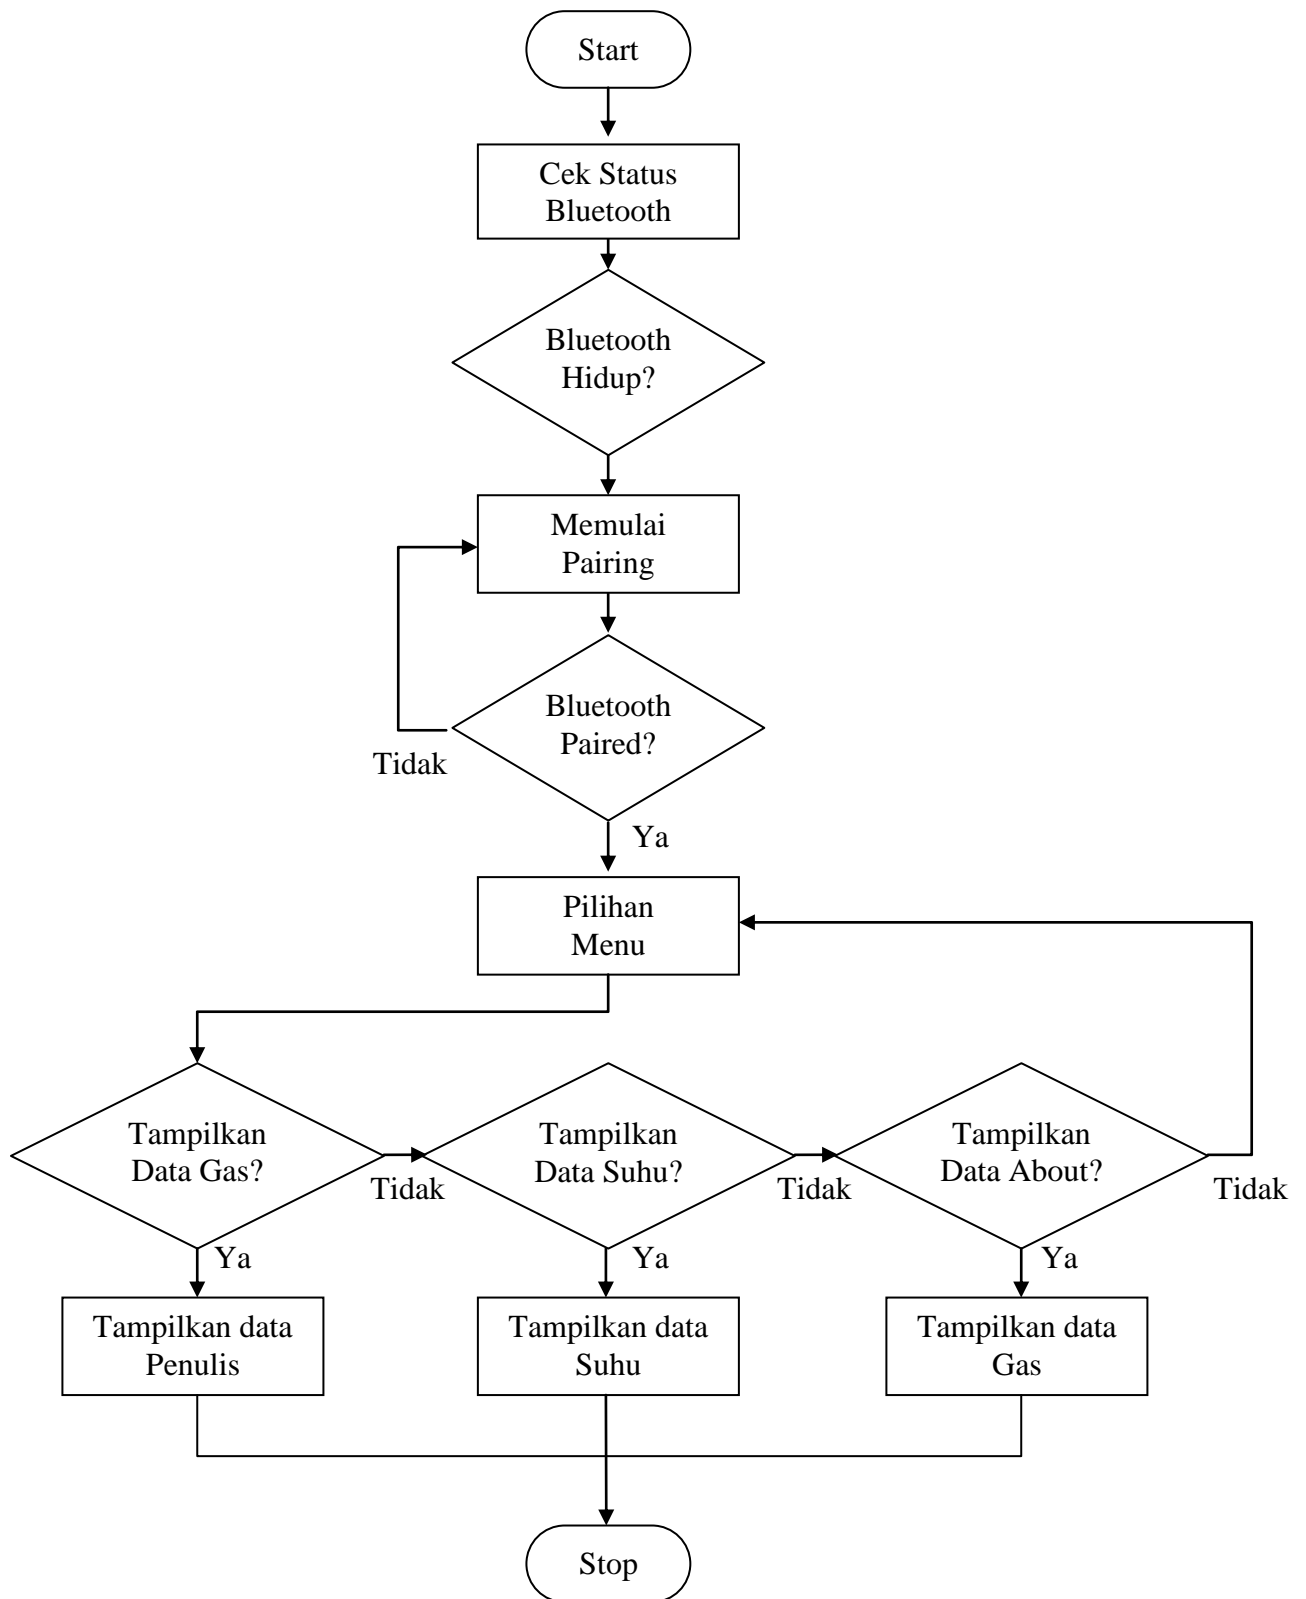 Start
Cek Status
Bluetooth
Bluetooth
Hidup?
Memulai
Pairing
Bluetooth
Paired?
Tidak
Ya
Pilihan
Menu
Tampilkan
Data Gas?
Tidak
Tampilkan
Data Suhu?
Tidak
Tampilkan
Data About?
Tidak
Ya
Ya
Ya
Tampilkan data
Penulis
Tampilkan data
Suhu
Tampilkan data
Gas
Stop